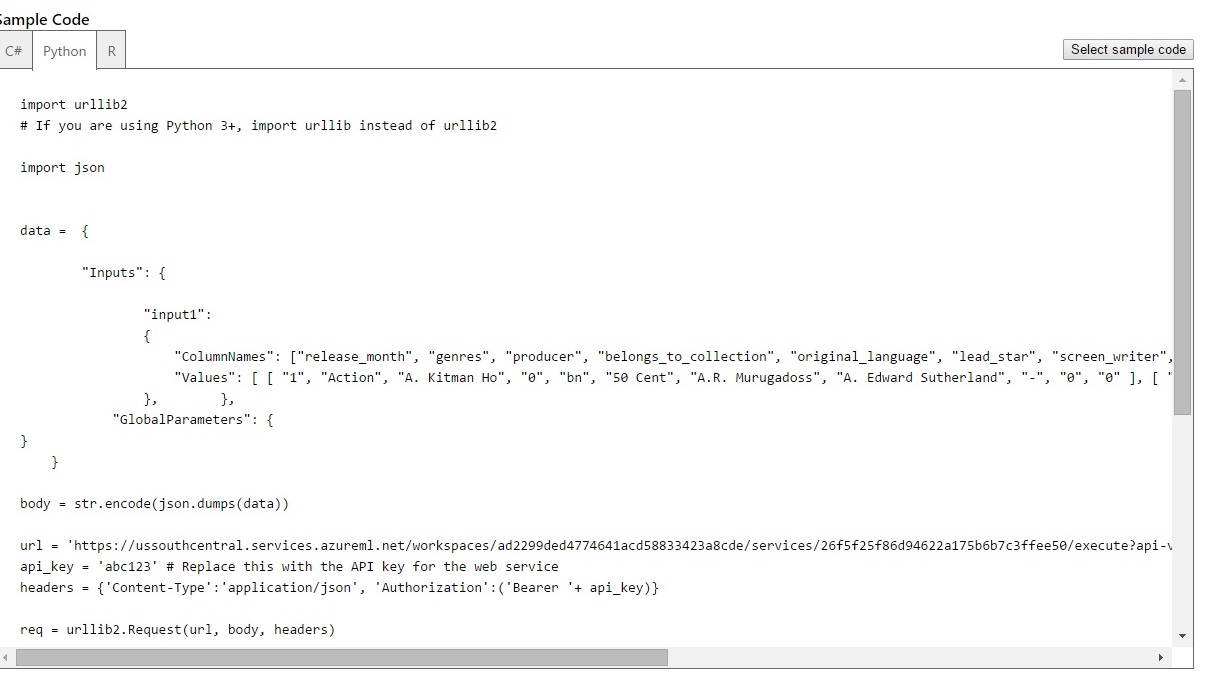 Sample Code
C# Python R
Select sample code
import urllib2
# If you are using Python 3+, import urllib instead of urllib2
import json
data =  {
        "Inputs": {
                "input1":
                {
                    "ColumnNames": ["release_month", "genres", "producer", "belongs_to_collection", "original_language", "lead_star", "screen_writer",
                    "Values": [ [ "1", "Action", "A. Kitman Ho", "0", "bn", "50 Cent", "A.R. Murugadoss", "A. Edward Sutherland", "-", "0", "0" ], [ "
                },        },
            "GlobalParameters": {
}
    }
body = str.encode(json.dumps(data))
url = 'https://ussouthcentral.services.azureml.net/workspaces/ad2299ded4774641acd58833423a8cde/services/26f5f25f86d94622a175b6b7c3ffee50/execute?api-v
api_key = 'abc123' # Replace this with the API key for the web service
headers = {'Content-Type':'application/json', 'Authorization':('Bearer '+ api_key)}
req = urllib2.Request(url, body, headers)